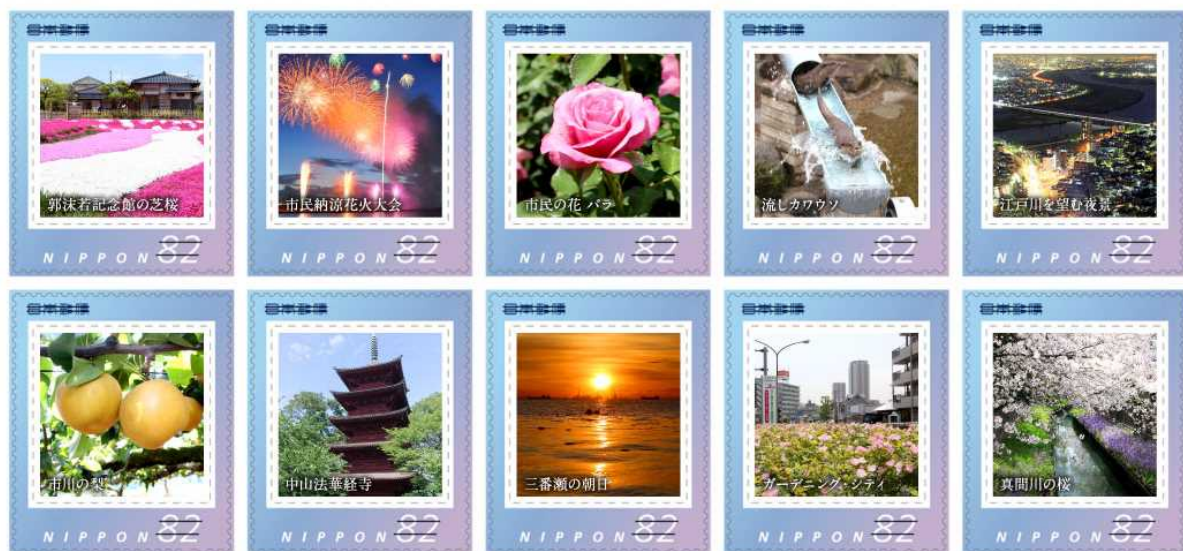 日本郵便
郭沫若記念館の芝桜
NIPPON 82
日本郵便
市民納涼花火大会
NIPPON 82
日本郵便
市民の花 バラ
NIPPON 82
日本郵便
流しカワウソ
NIPPON 82
日本郵便
江戸川を望む夜景
NIPPON 82
日本郵便
市川の梨
NIPPON 82
日本郵便
中山法華経寺
NIPPON 82
日本郵便
三番瀬の朝日
NIPPON 82
日本郵便
ガーデニング・シティ
NIPPON 82
日本郵便
真間川の桜
NIPPON 82